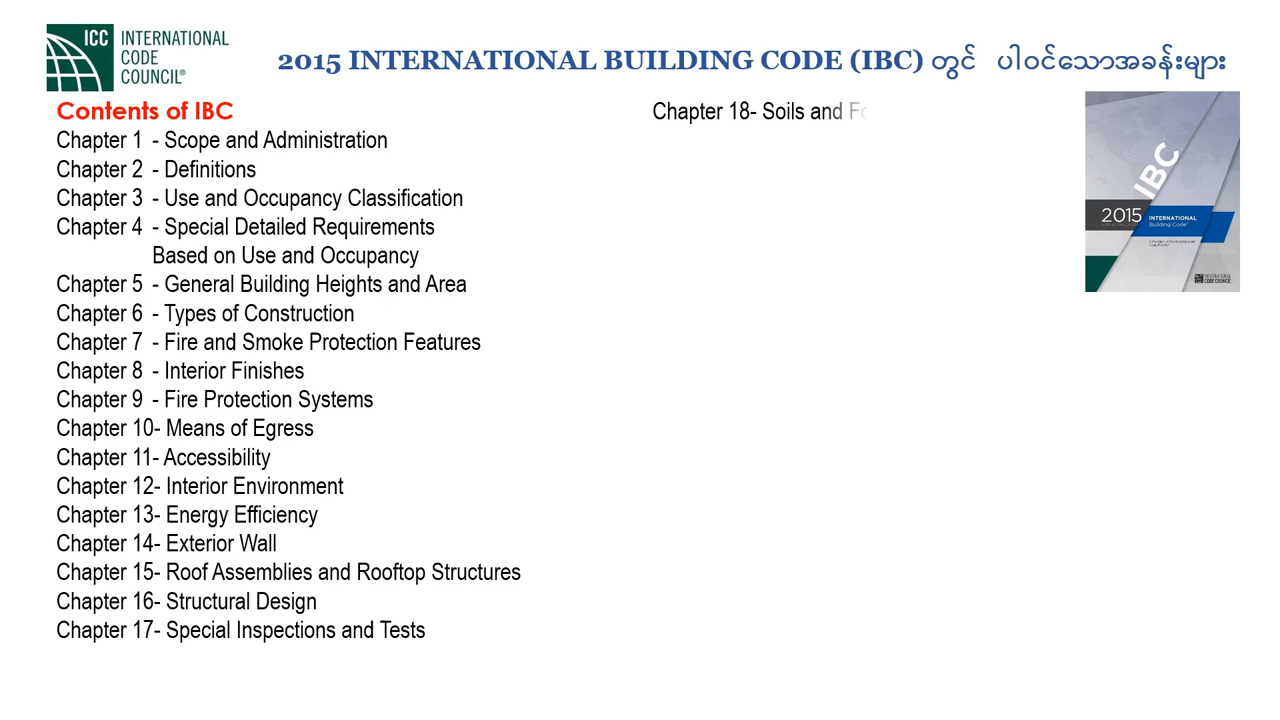 ICC INTERNATIONAL
CODE
COUNCIL®
2015 INTERNATIONAL BUILDING CODE (IBC) တွင် ပါဝင်သောအခန်းများ
Contents of IBC
Chapter 1 - Scope and Administration
Chapter 2 - Definitions
Chapter 3 - Use and Occupancy Classification
Chapter 4 - Special Detailed Requirements
Based on Use and Occupancy
Chapter 5 - General Building Heights and Area
Chapter 6 - Types of Construction
Chapter 7 - Fire and Smoke Protection Features
Chapter 8 - Interior Finishes
Chapter 9 - Fire Protection Systems
Chapter 10- Means of Egress
Chapter 11- Accessibility
Chapter 12- Interior Environment
Chapter 13- Energy Efficiency
Chapter 14- Exterior Wall
Chapter 15- Roof Assemblies and Rooftop Structures
Chapter 16- Structural Design
Chapter 17- Special Inspections and Tests
Chapter 18- Soils and
IBC
2015 INTERNATIONAL
Building Code®
INTERNATIONAL
CODE COUNCIL